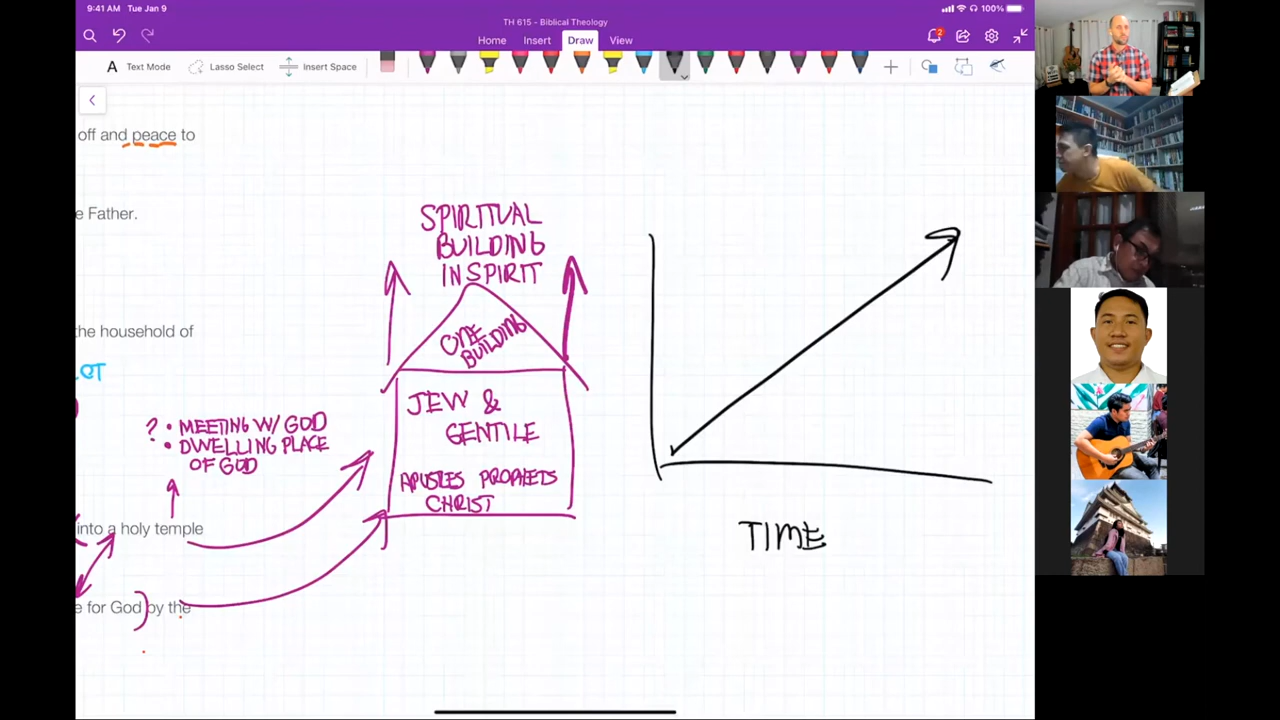 9:41 AM Tue Jan 9
100%
TH 615 - Biblical Theology
Home Insert Draw View
2
Text Mode Lasso Select Insert Space
off and peace to
e Father.
the household of
? • MEETING W/ GOD
• DWELLING PLACE
OF GOD
into a holy temple
e for God by the
SPIRITUAL
BUILDING
IN SPIRIT
ONE
BUILDING
JEW &
GENTILE
APOSTLES PROPHETS
CHRIST
TIME